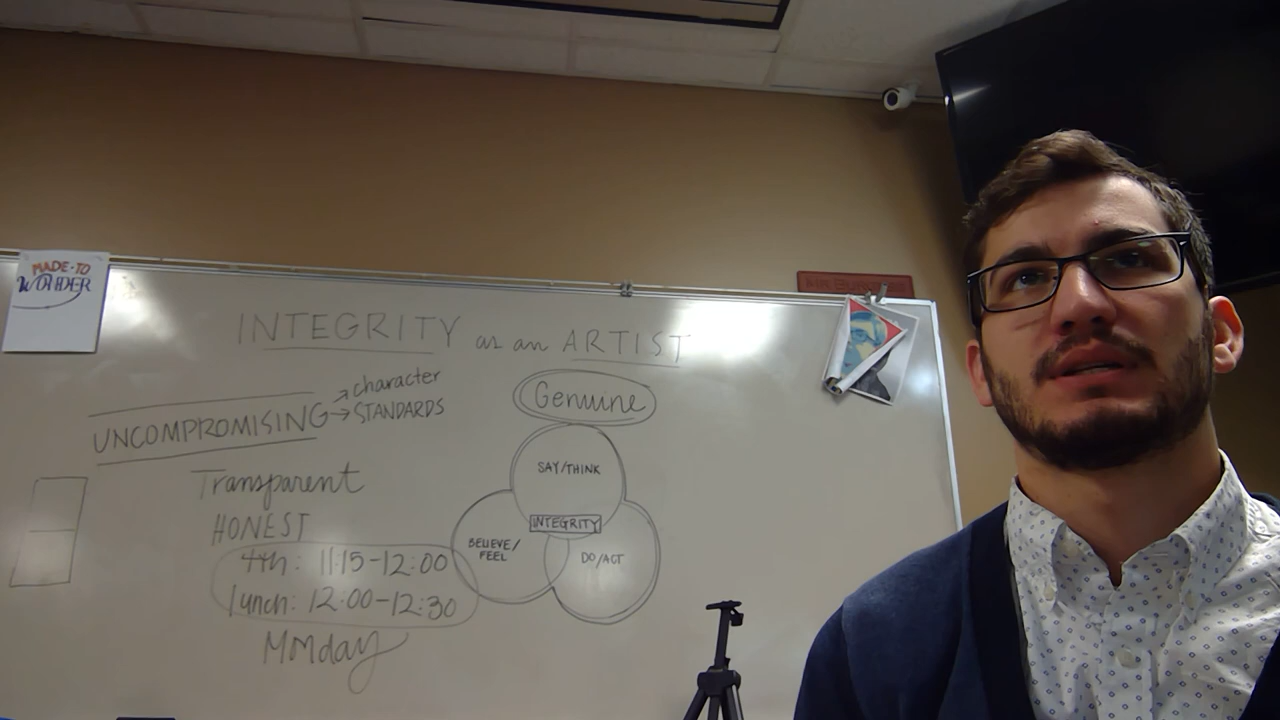 MADE-TO
WONDER
INTEGRITY as an ARTIST
UNCOMPROMISING
character
STANDARDS
Transparent
HONEST
4th: 11:15-12:00
lunch: 12:00-12:30
Monday
Genuine
SAY/THINK
INTEGRITY
BELIEVE/
FEEL
DO/ACT